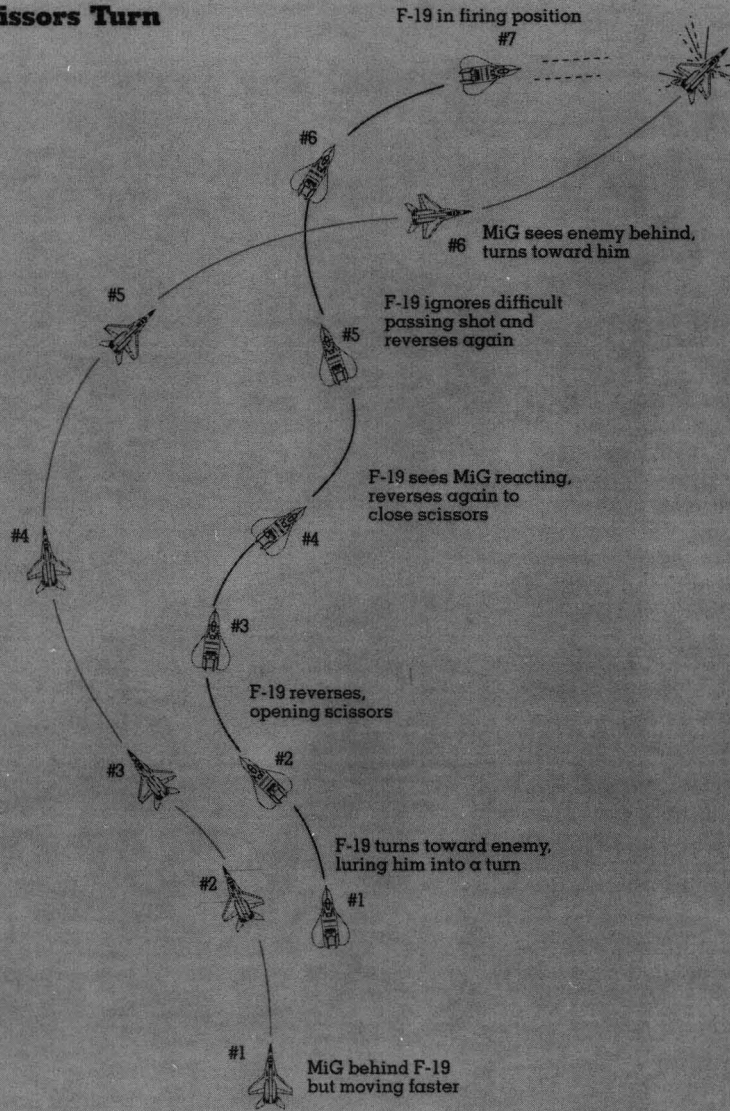 issors Turn
F-19 in firing position
#7
#6
#6
MiG sees enemy behind,
turns toward him
#5
F-19 ignores difficult
passing shot and
reverses again
#5
F-19 sees MiG reacting,
reverses again to
close scissors
#4
#4
#3
F-19 reverses,
opening scissors
#3
#2
F-19 turns toward enemy,
luring him into a turn
#2
#1
#1
MiG behind F-19
but moving faster